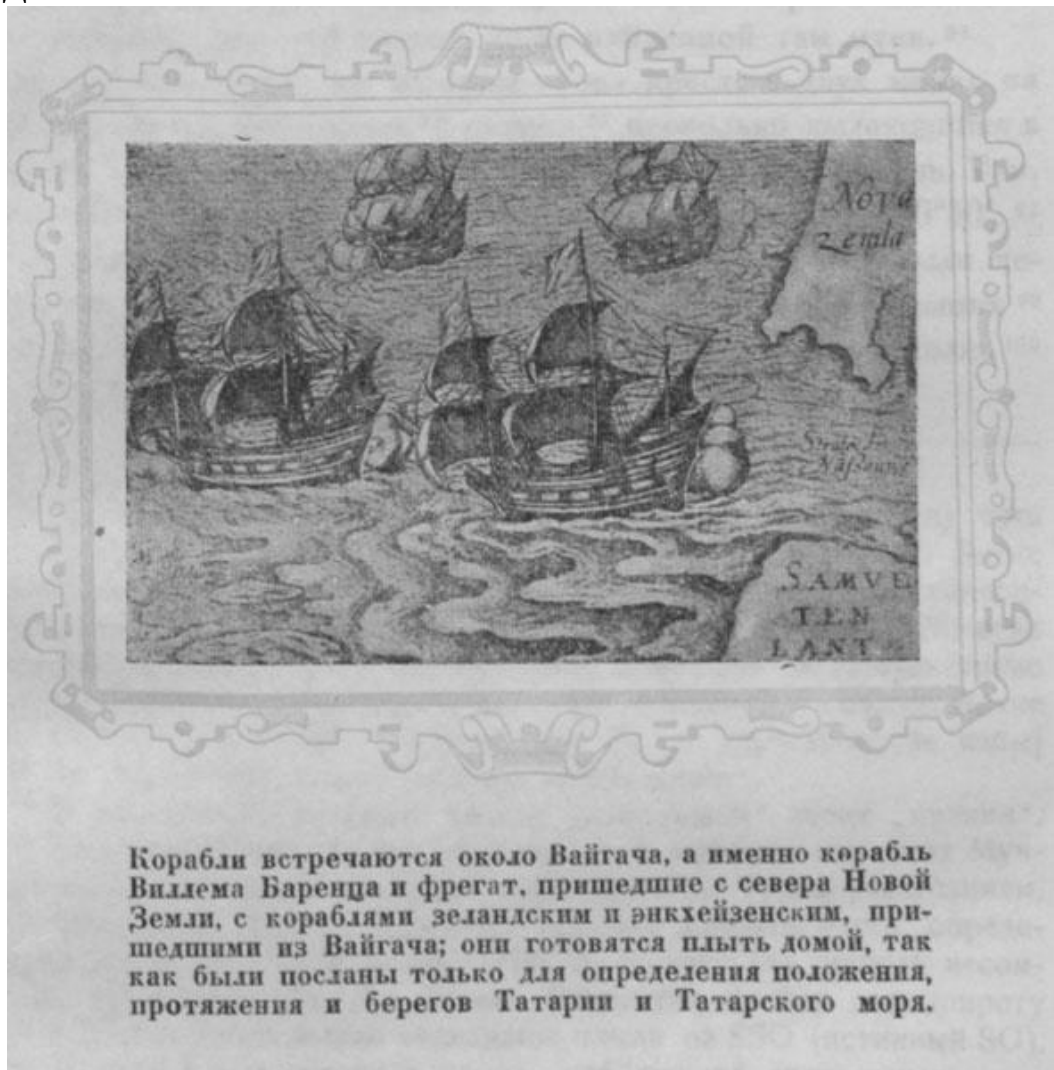 Nova
zemla
SAMVE
TEN
LANT
Корабли встречаются около Вайгача, а именно корабль
Виллема Баренца и фрегат, пришедшие с севера Новой
Земли, с кораблями зеландским и энкхейзенским, при-
шедшими из Вайгача; они готовятся плыть домой, так
как были посланы только для определения положения,
протяжения и берегов Татарии и Татарского моря.